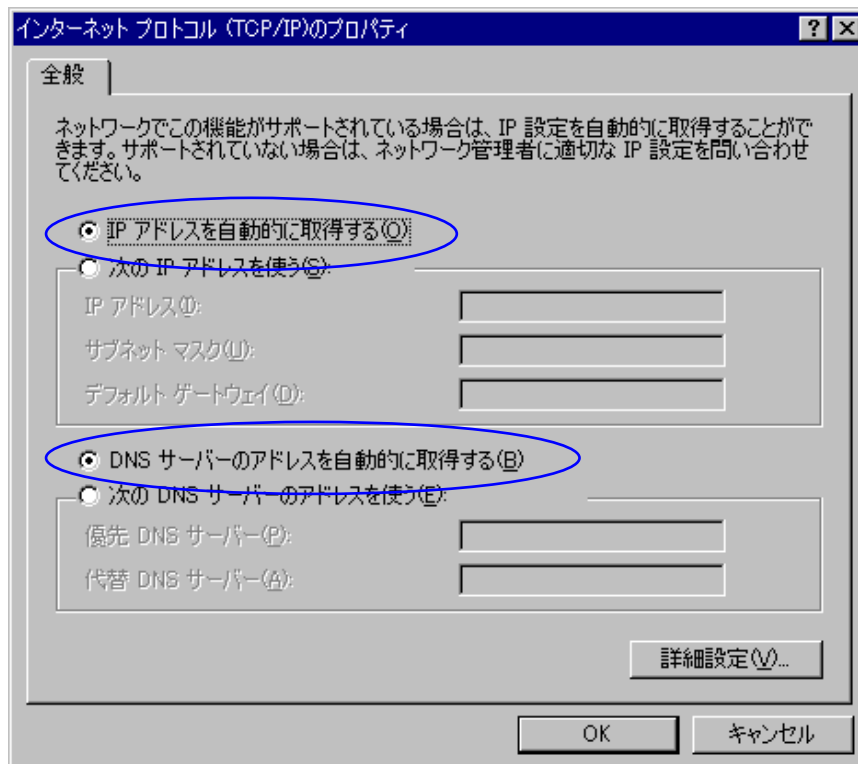 インターネット プロトコル (TCP/IP)のプロパティ
全般
ネットワークでこの機能がサポートされている場合は、IP 設定を自動的に取得することがで
きます。サポートされていない場合は、ネットワーク管理者に適切な IP 設定を問い合わせ
てください。
IP アドレスを自動的に取得する(O)
次の IP アドレスを使う(S):
IP アドレス(I):
サブネット マスク(U):
デフォルト ゲートウェイ(D):
DNS サーバーのアドレスを自動的に取得する(B)
次の DNS サーバーのアドレスを使う(E):
優先 DNS サーバー(P):
代替 DNS サーバー(A):
詳細設定(V)...
OK
キャンセル